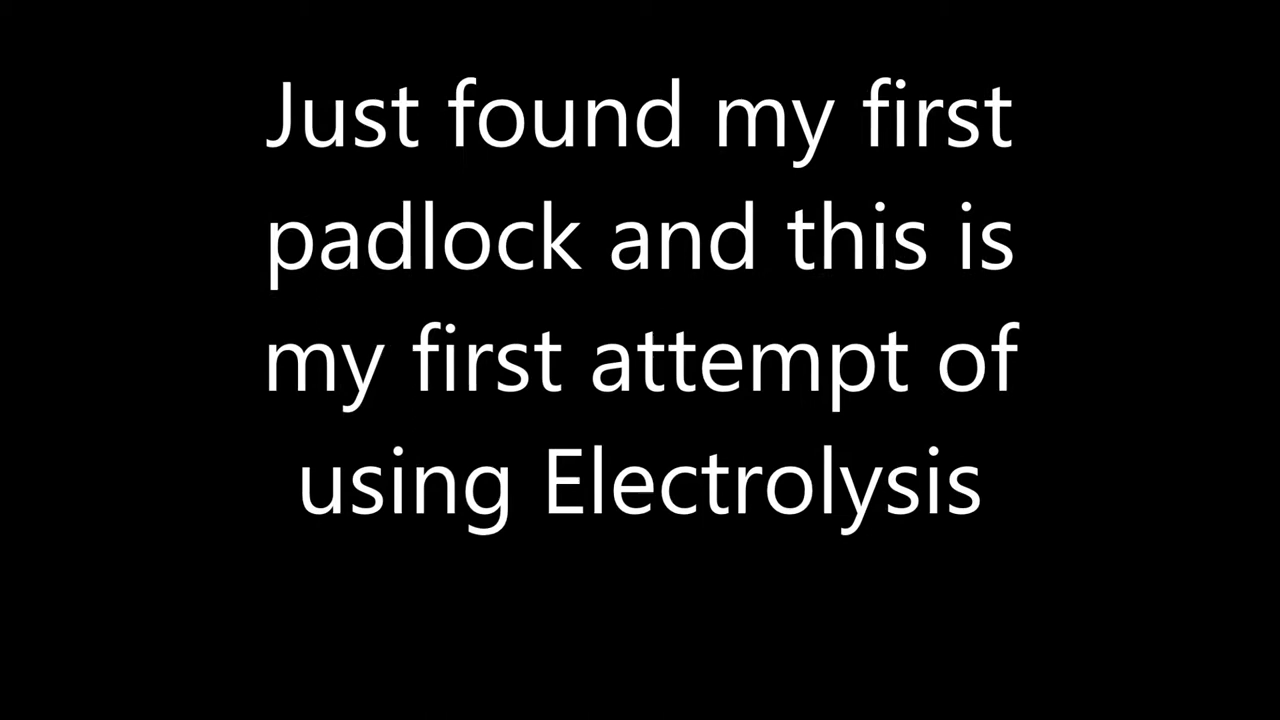 Just found my first
padlock and this is
my first attempt of
using Electrolysis